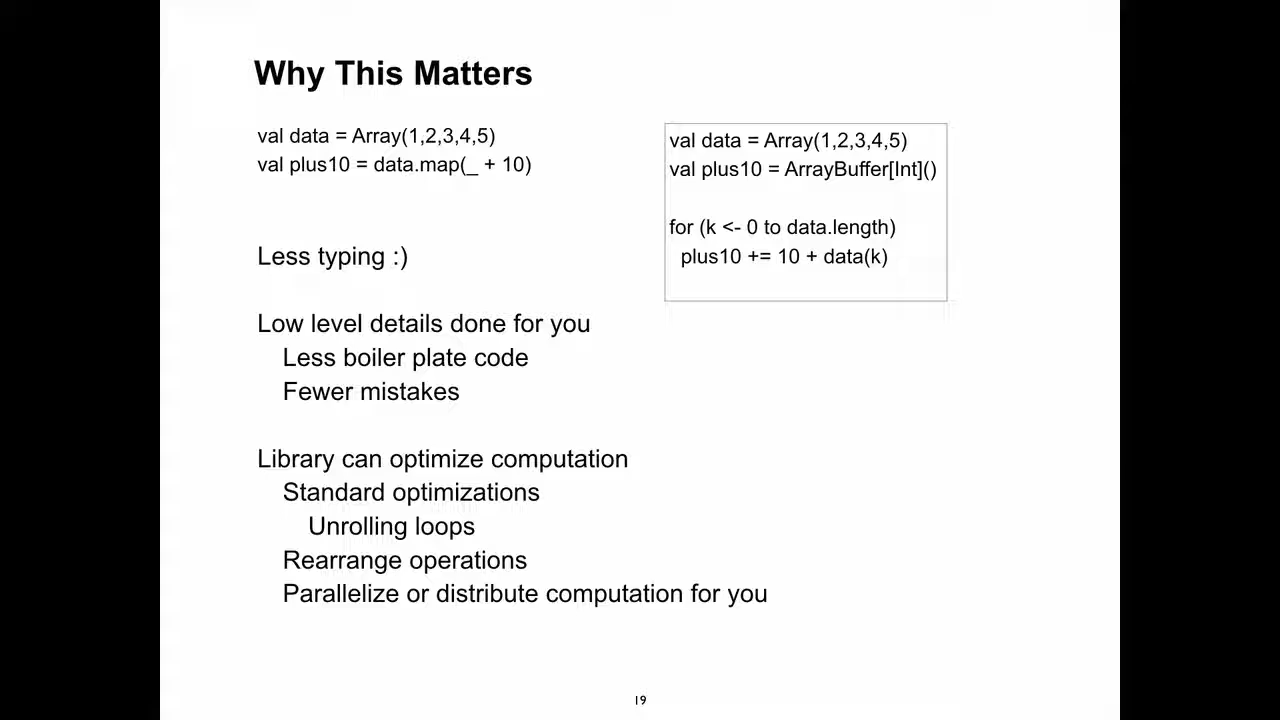 Why This Matters
val data = Array(1,2,3,4,5)
val plus10 = data.map(_ + 10)
val data = Array(1,2,3,4,5)
val plus10 = ArrayBuffer[Int]()
for (k <- 0 to data.length)
plus10 += 10 + data(k)
Less typing :)
Low level details done for you
Less boiler plate code
Fewer mistakes
Library can optimize computation
Standard optimizations
Unrolling loops
Rearrange operations
Parallelize or distribute computation for you
19